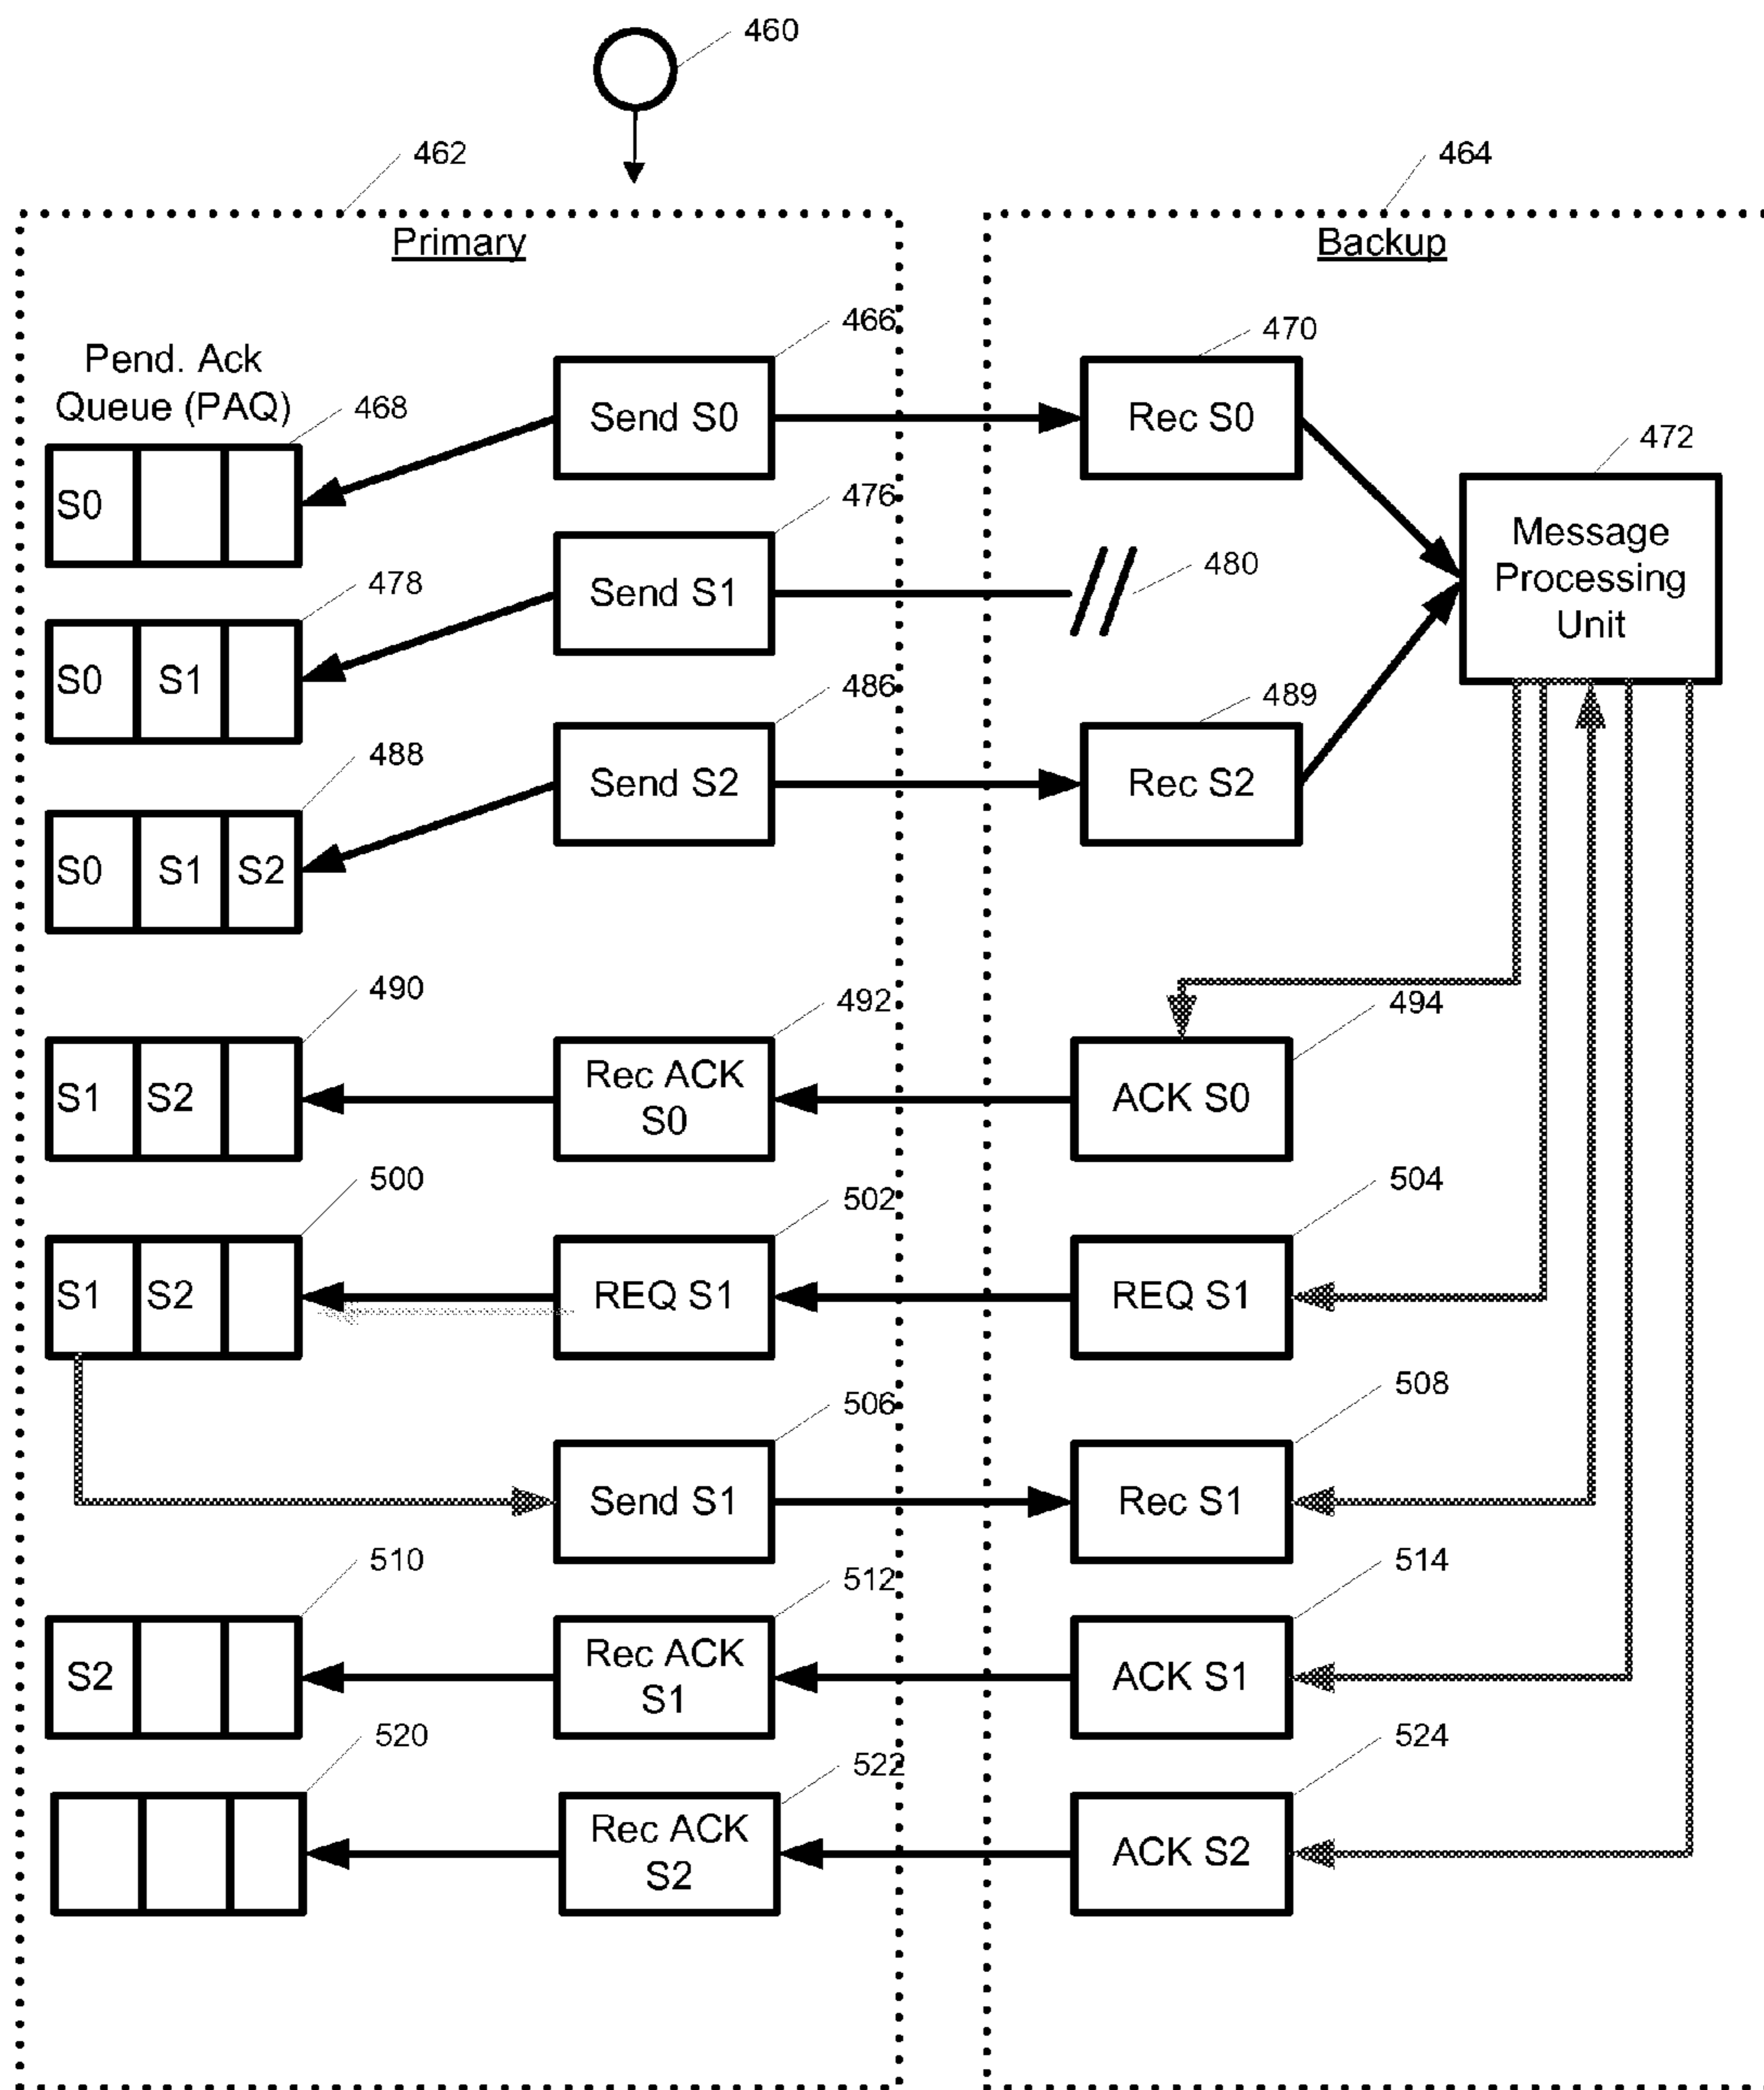 460
462
464
Primary
Backup
466
470
Pend. Ack
Queue (PAQ)
468
Send S0
Rec S0
472
S0
476
Message
Processing
Unit
478
Send S1
480
S0 S1
486
489
488
Send S2
Rec S2
S0 S1 S2
490
492
494
S1 S2
Rec ACK
S0
ACK S0
500
502
504
S1 S2
REQ S1
REQ S1
506
508
Send S1
Rec S1
510
512
514
S2
Rec ACK
S1
ACK S1
520
522
524
Rec ACK
S2
ACK S2